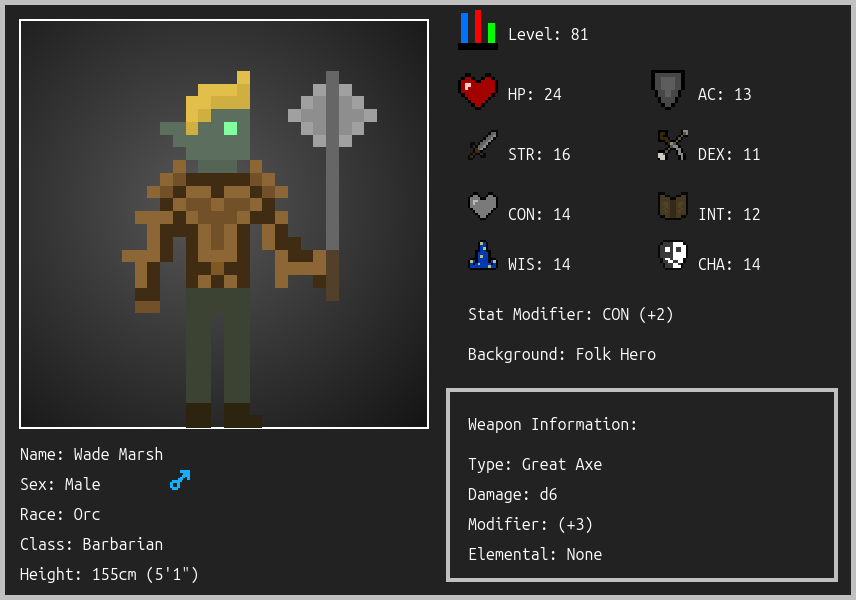 Level: 81
HP: 24
AC: 13
STR: 16
DEX: 11
CON: 14
INT: 12
WIS: 14
CHA: 14
Stat Modifier: CON (+2)
Background: Folk Hero
Weapon Information:
Type: Great Axe
Damage: d6
Modifier: (+3)
Elemental: None
Name: Wade Marsh
Sex: Male
Race: Orc
Class: Barbarian
Height: 155cm (5'1")